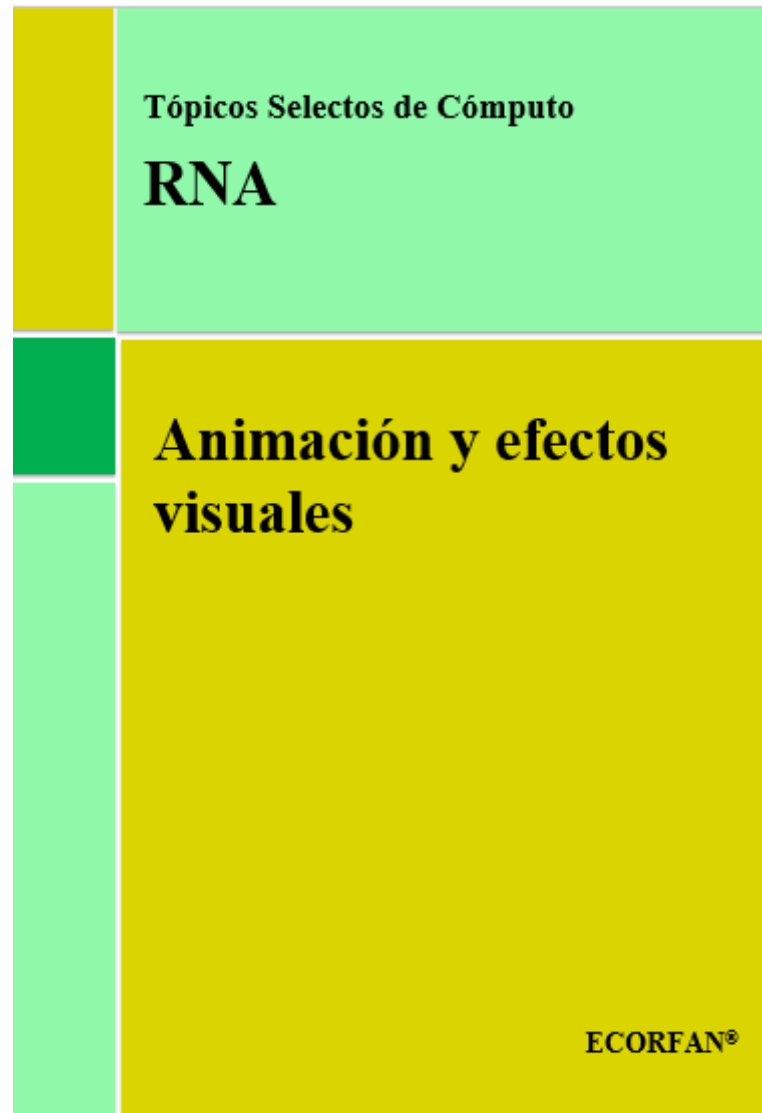 Tópicos Selectos de Cómputo
RNA
Animación y efectos
visuales
ECORFAN®